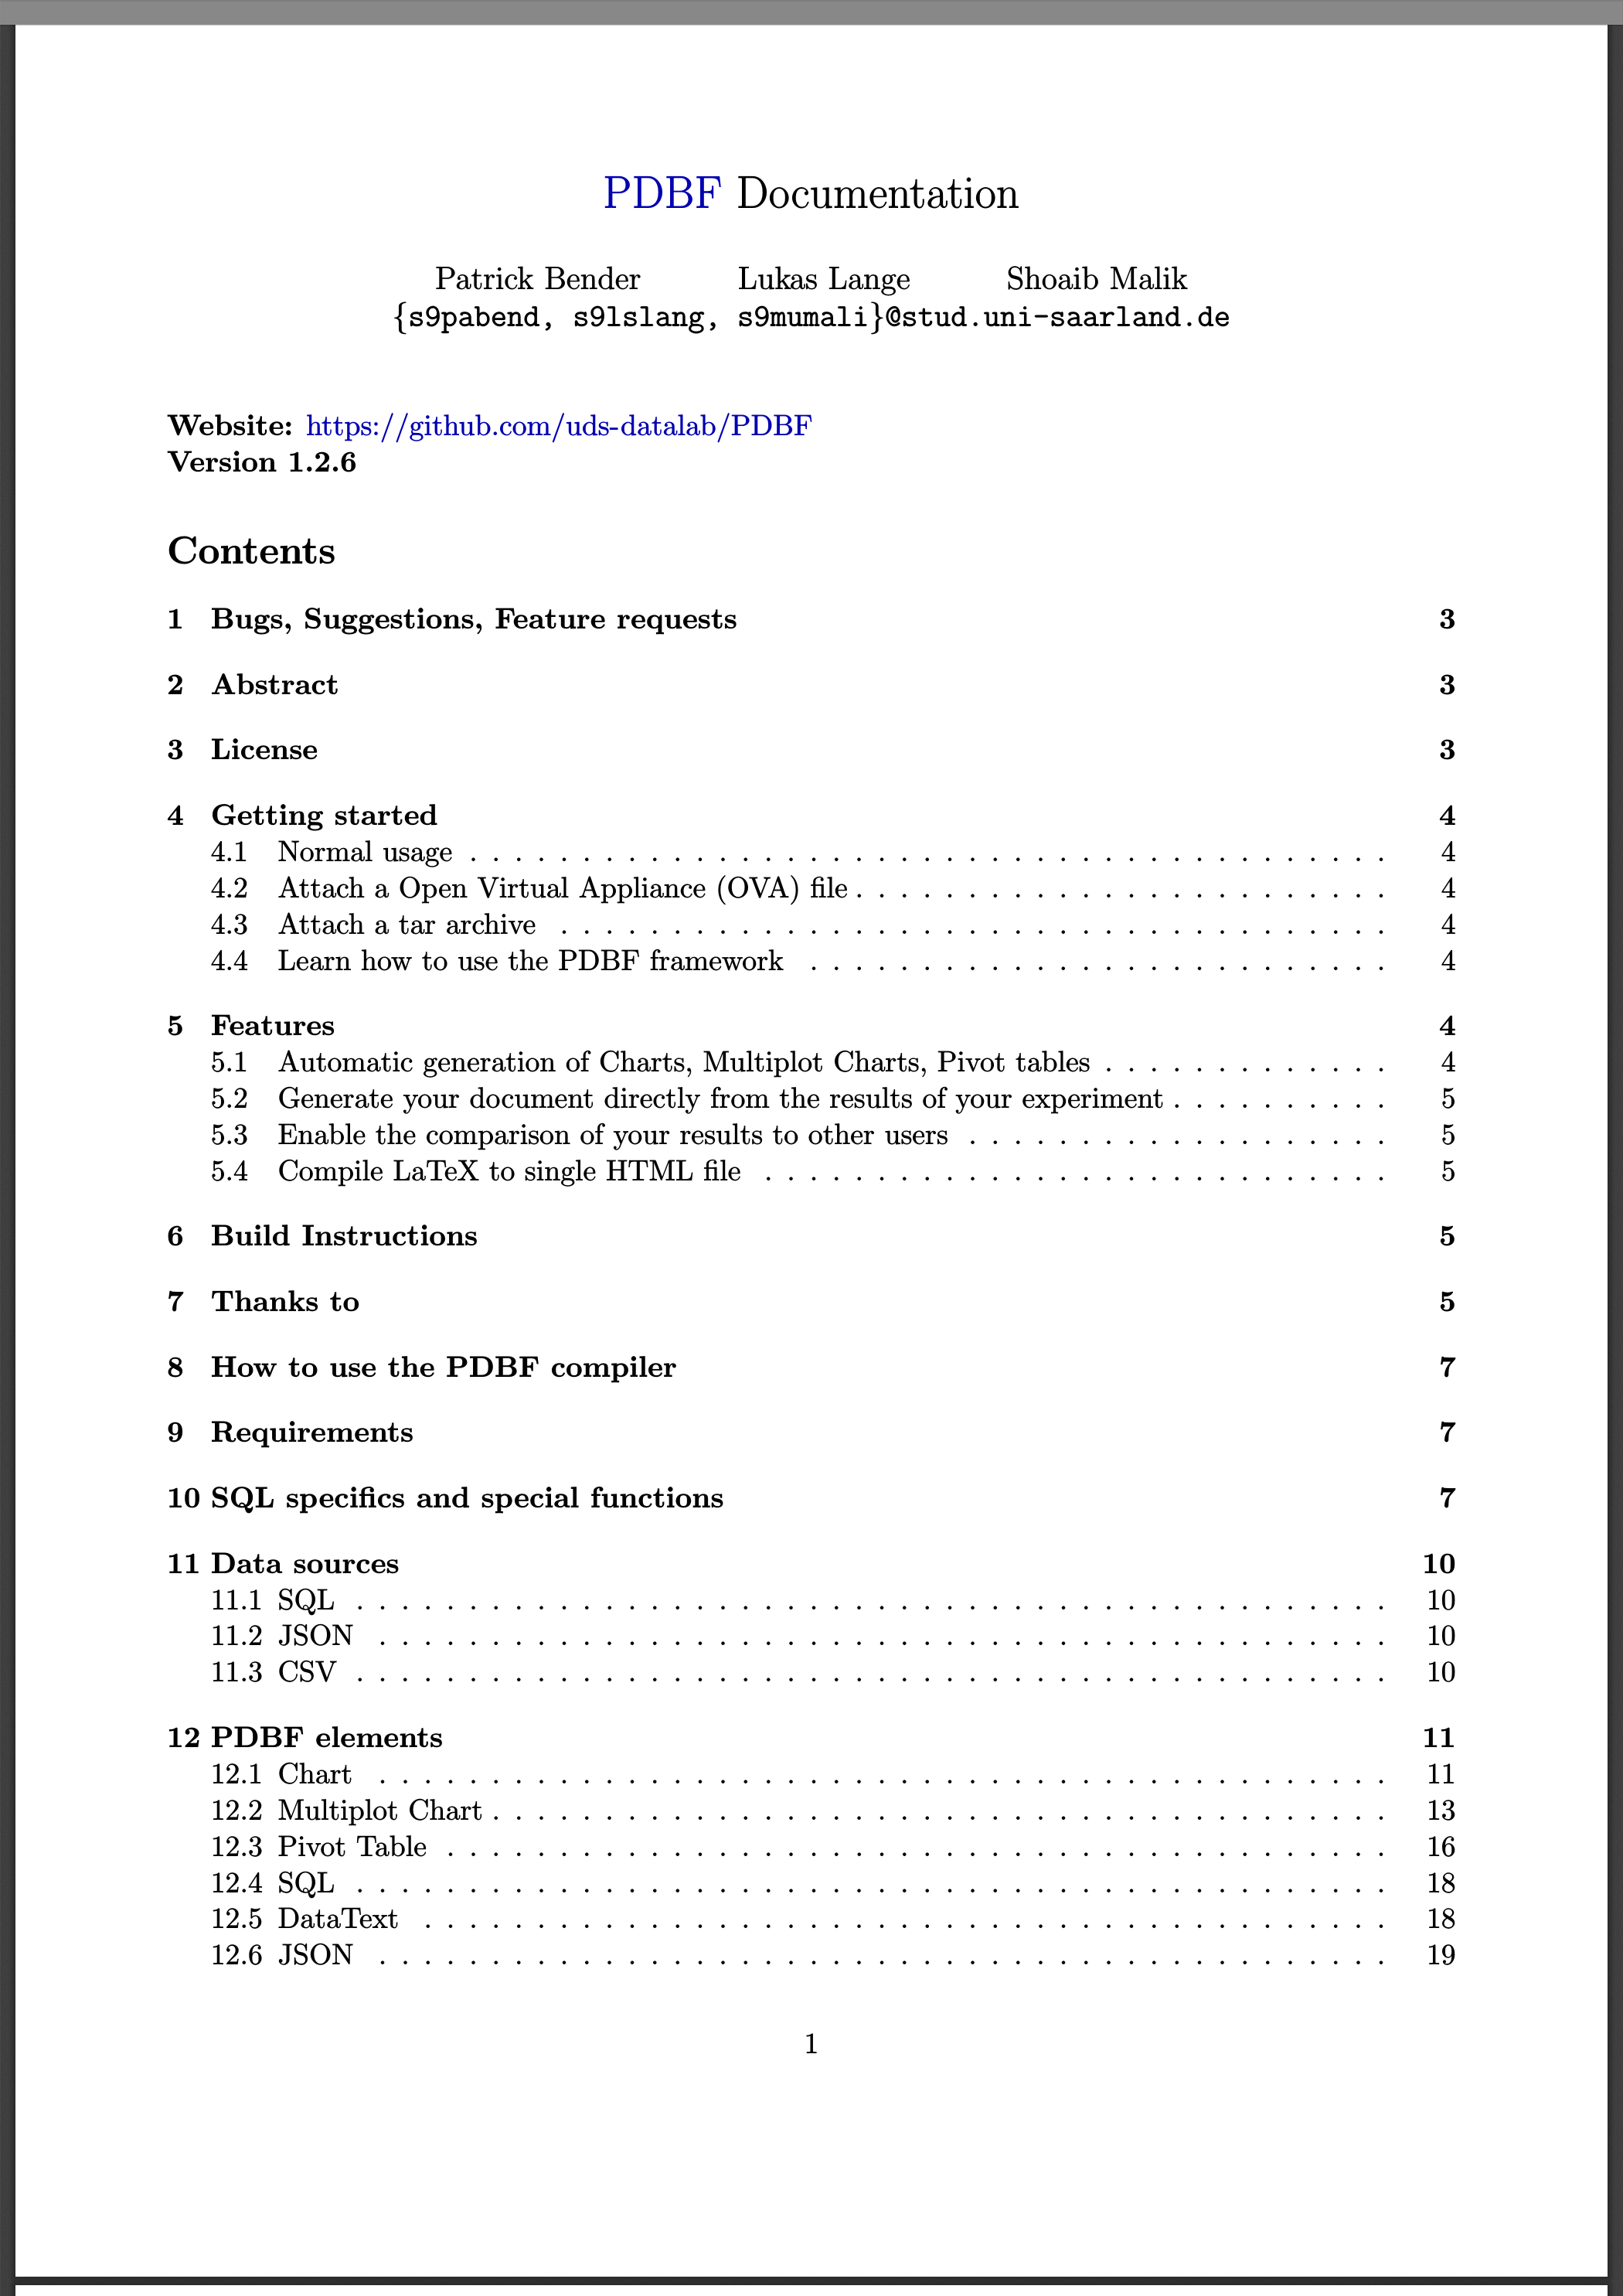 PDBF Documentation
Patrick Bender Lukas Lange Shoaib Malik
{s9pabend, s9lslang, s9mumali}@stud.uni-saarland.de
Website: https://github.com/uds-datalab/PDBF
Version 1.2.6
Contents
1 Bugs, Suggestions, Feature requests 3
2 Abstract 3
3 License 3
4 Getting started 4
4.1 Normal usage . . . . . . . . . . . . . . . . . . . . . . . . . . . . . . . . . . . . . . . . . 4
4.2 Attach a Open Virtual Appliance (OVA) file . . . . . . . . . . . . . . . . . . . . . . . . 4
4.3 Attach a tar archive . . . . . . . . . . . . . . . . . . . . . . . . . . . . . . . . . . . . . 4
4.4 Learn how to use the PDBF framework . . . . . . . . . . . . . . . . . . . . . . . . . . 4
5 Features 4
5.1 Automatic generation of Charts, Multiplot Charts, Pivot tables . . . . . . . . . . . . . 4
5.2 Generate your document directly from the results of your experiment . . . . . . . . . . 5
5.3 Enable the comparison of your results to other users . . . . . . . . . . . . . . . . . . . 5
5.4 Compile LaTeX to single HTML file . . . . . . . . . . . . . . . . . . . . . . . . . . . . 5
6 Build Instructions 5
7 Thanks to 5
8 How to use the PDBF compiler 7
9 Requirements 7
10 SQL specifics and special functions 7
11 Data sources 10
11.1 SQL . . . . . . . . . . . . . . . . . . . . . . . . . . . . . . . . . . . . . . . . . . . . . . 10
11.2 JSON . . . . . . . . . . . . . . . . . . . . . . . . . . . . . . . . . . . . . . . . . . . . . 10
11.3 CSV . . . . . . . . . . . . . . . . . . . . . . . . . . . . . . . . . . . . . . . . . . . . . . 10
12 PDBF elements 11
12.1 Chart . . . . . . . . . . . . . . . . . . . . . . . . . . . . . . . . . . . . . . . . . . . . . 11
12.2 Multiplot Chart . . . . . . . . . . . . . . . . . . . . . . . . . . . . . . . . . . . . . . . . 13
12.3 Pivot Table . . . . . . . . . . . . . . . . . . . . . . . . . . . . . . . . . . . . . . . . . . 16
12.4 SQL . . . . . . . . . . . . . . . . . . . . . . . . . . . . . . . . . . . . . . . . . . . . . . 18
12.5 DataText . . . . . . . . . . . . . . . . . . . . . . . . . . . . . . . . . . . . . . . . . . . 18
12.6 JSON . . . . . . . . . . . . . . . . . . . . . . . . . . . . . . . . . . . . . . . . . . . . . 19
1